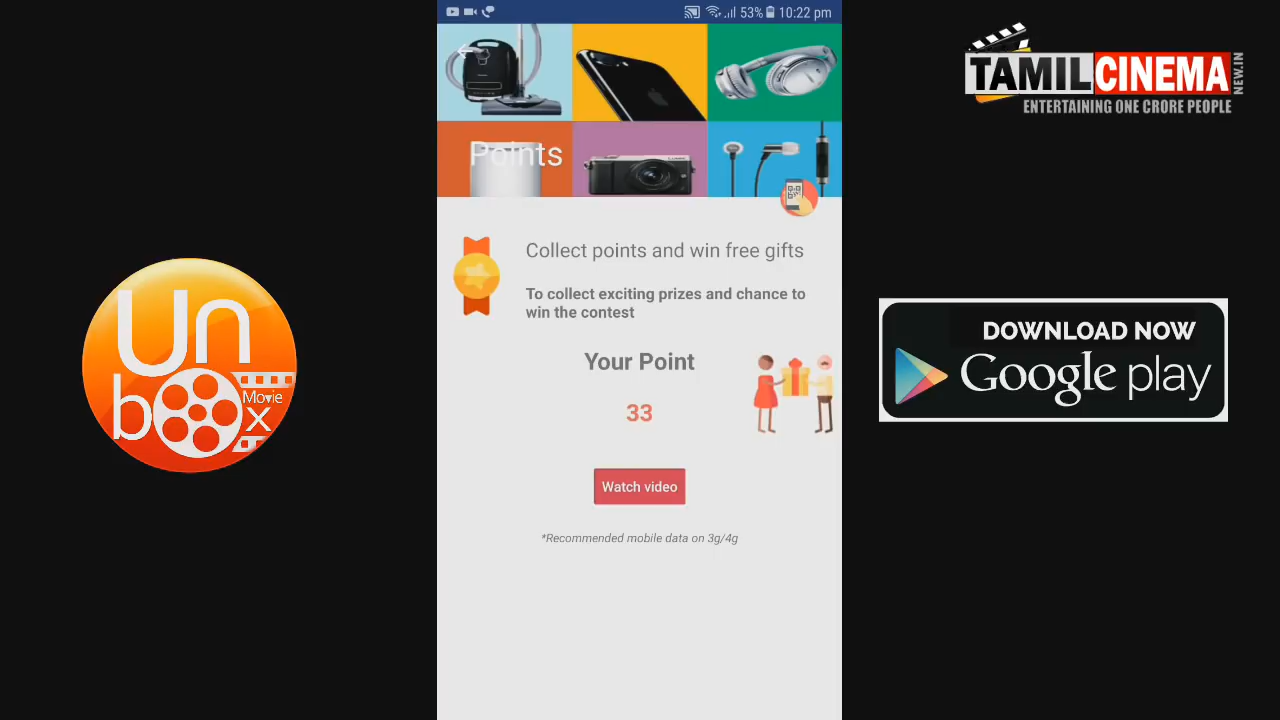 53% 10:22 pm
Points
Collect points and win free gifts
To collect exciting prizes and chance to
win the contest
Your Point
33
Watch video
*Recommended mobile data on 3g/4g
Un
box
Movie
TAMILCINEMA
NEW.IN
ENTERTAINING ONE CRORE PEOPLE
DOWNLOAD NOW
Google play
LUMIX